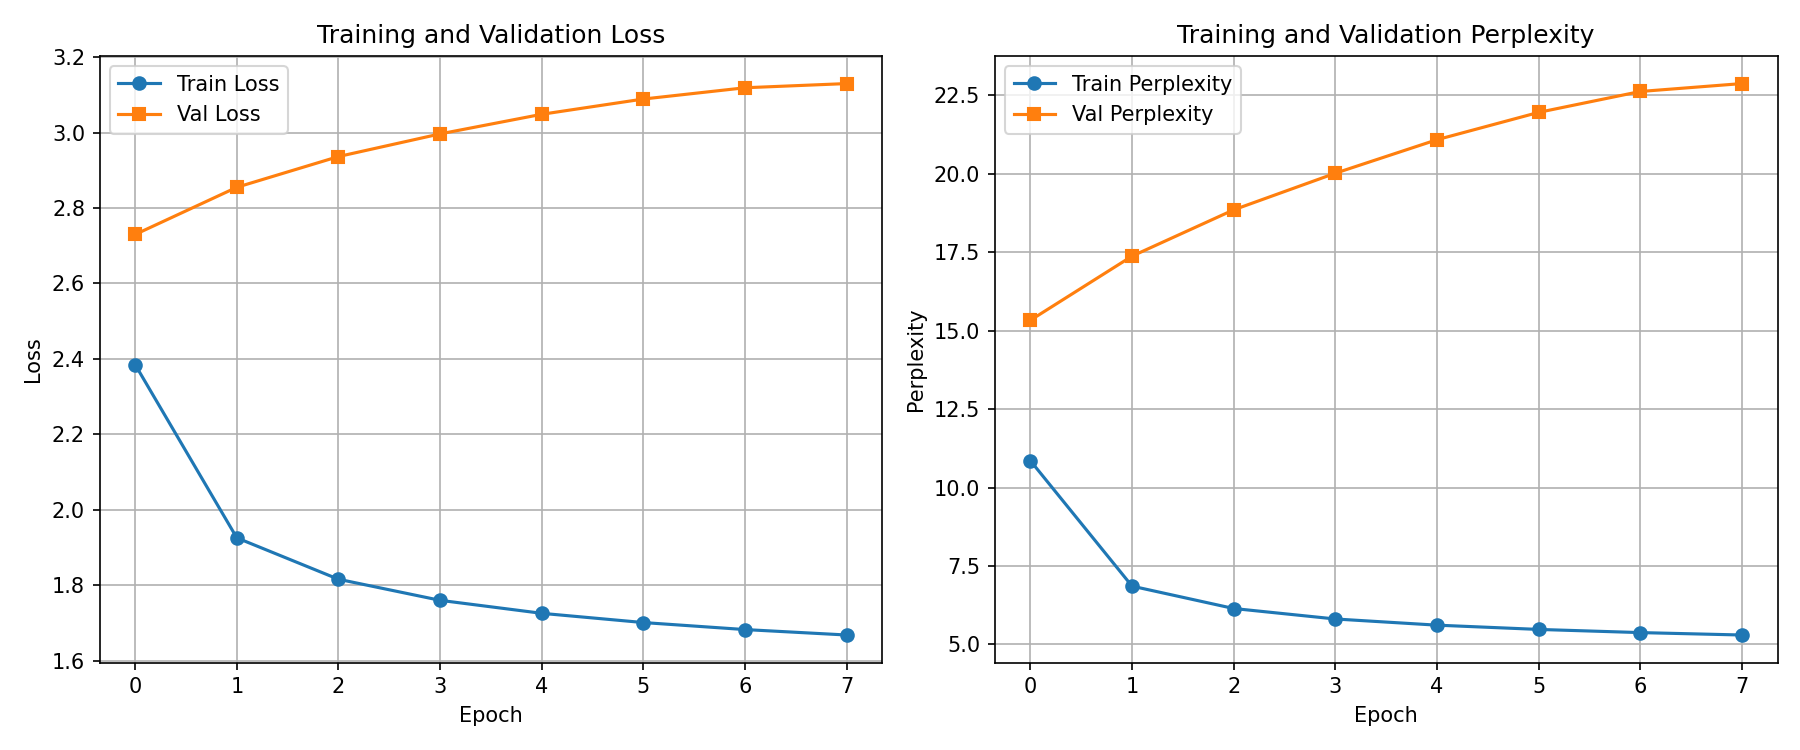 Training and Validation Loss
Train Loss
Val Loss
3.2
3.0
2.8
2.6
2.4
2.2
2.0
1.8
1.6
Loss
0 1 2 3 4 5 6 7
Epoch
Training and Validation Perplexity
Train Perplexity
Val Perplexity
22.5
20.0
17.5
15.0
12.5
10.0
7.5
5.0
Perplexity
0 1 2 3 4 5 6 7
Epoch